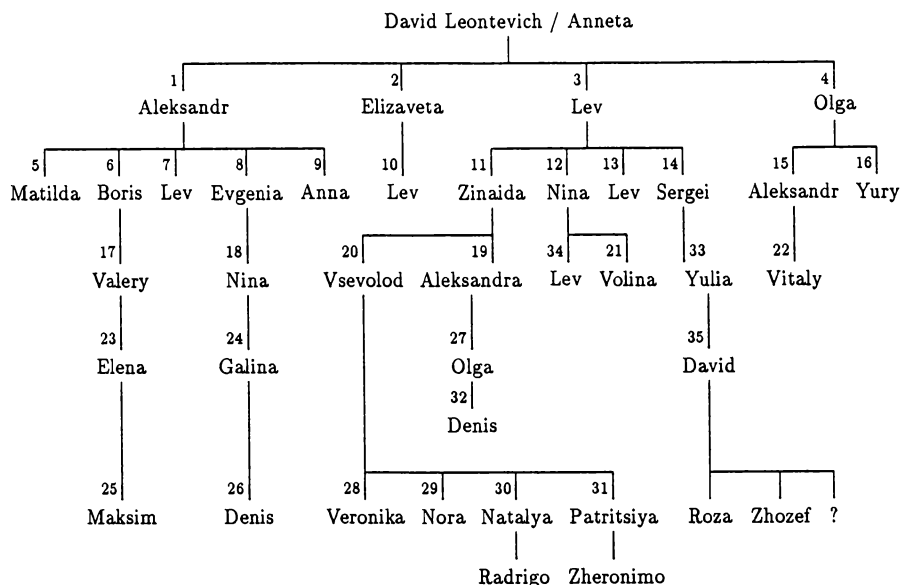 David Leontevich / Anneta
1 2 3 4
Aleksandr Elizaveta Lev Olga
5 6 7 8 9 10 11 12 13 14 15 16
Matilda Boris Lev Evgenia Anna Lev Zinaida Nina Lev Sergei Aleksandr Yury
17 18 20 19 34 21 33 22
Valery Nina Vsevolod Aleksandra Lev Volina Yulia Vitaly
23 24 27 35
Elena Galina Olga David
32
Denis
25 26 28 29 30 31
Maksim Denis Veronika Nora Natalya Patritsiya Roza Zhozef ?
Radrigo Zheronimo